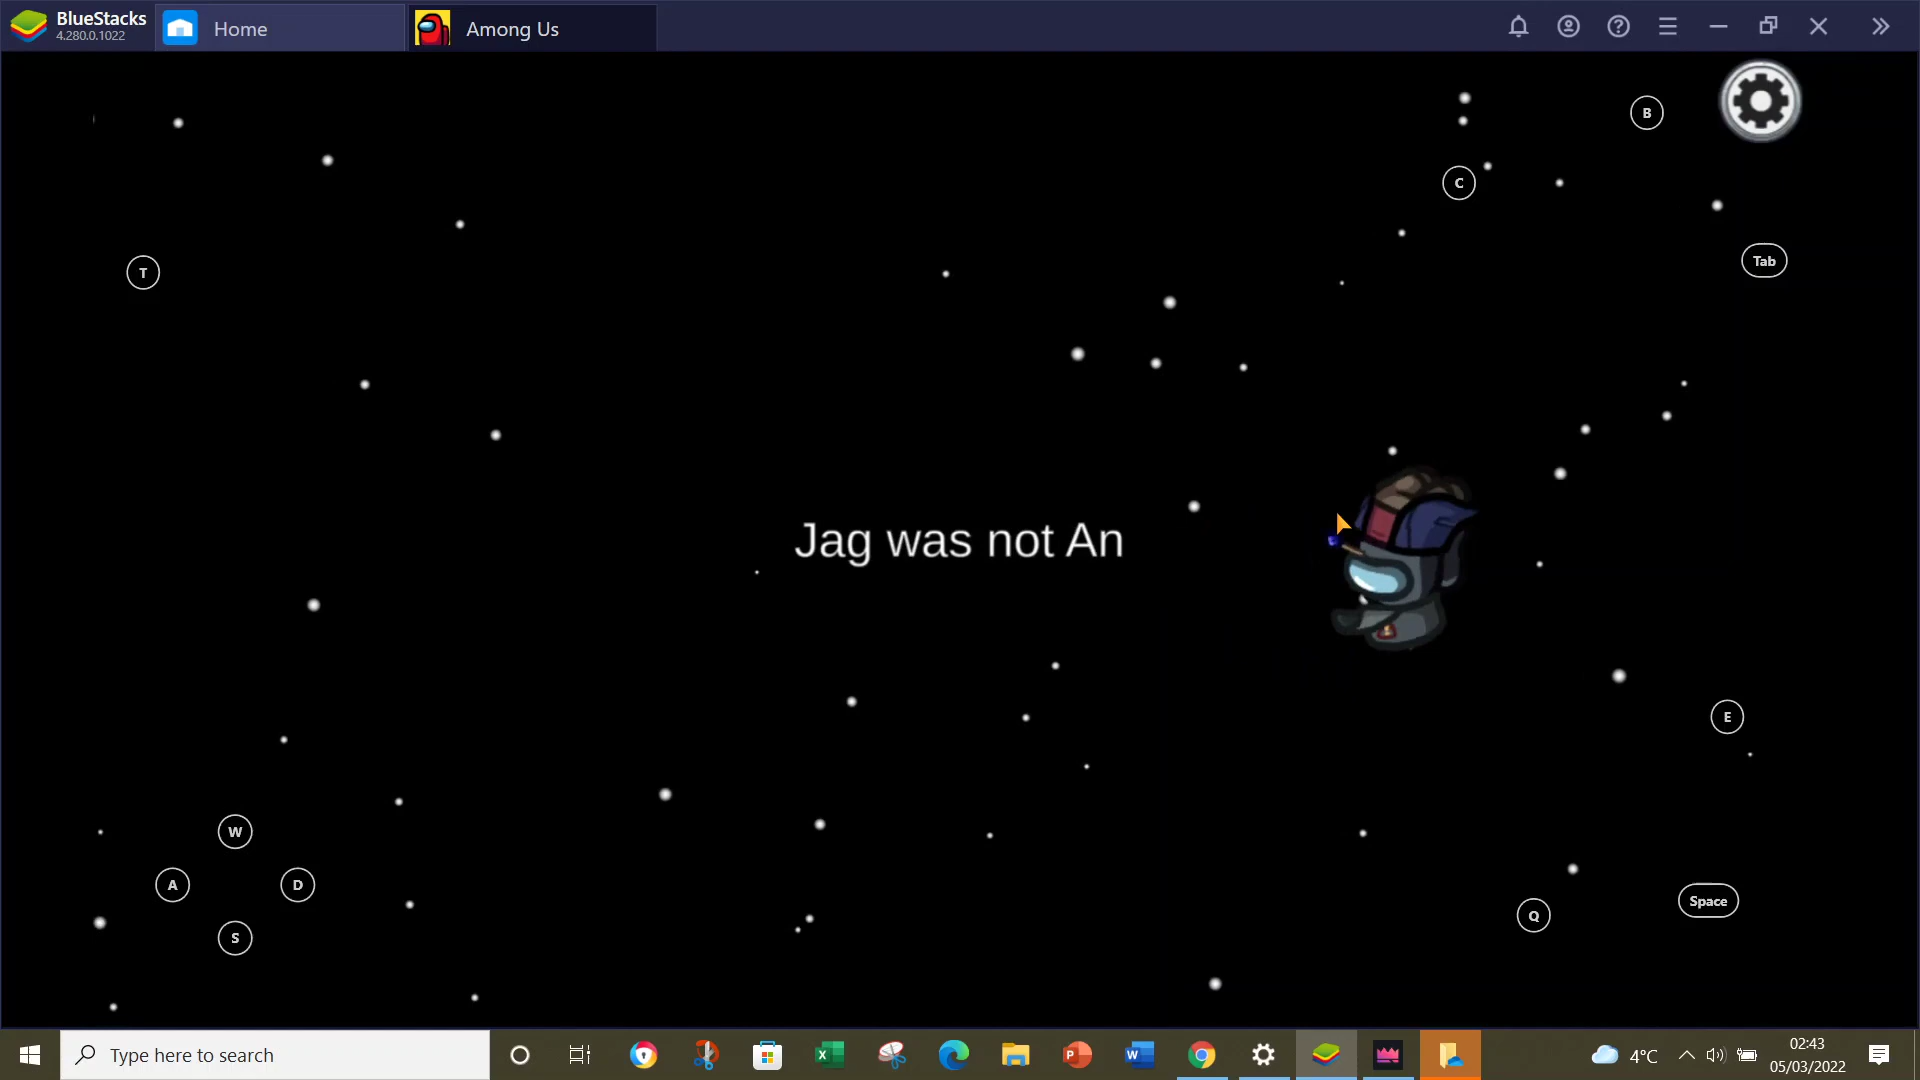 BlueStacks
4.280.0.1022
Home
Among Us
B
C
T
Tab
Jag was not An
E
W
A
D
S
Q
Space
Type here to search
4°C
02:43
05/03/2022